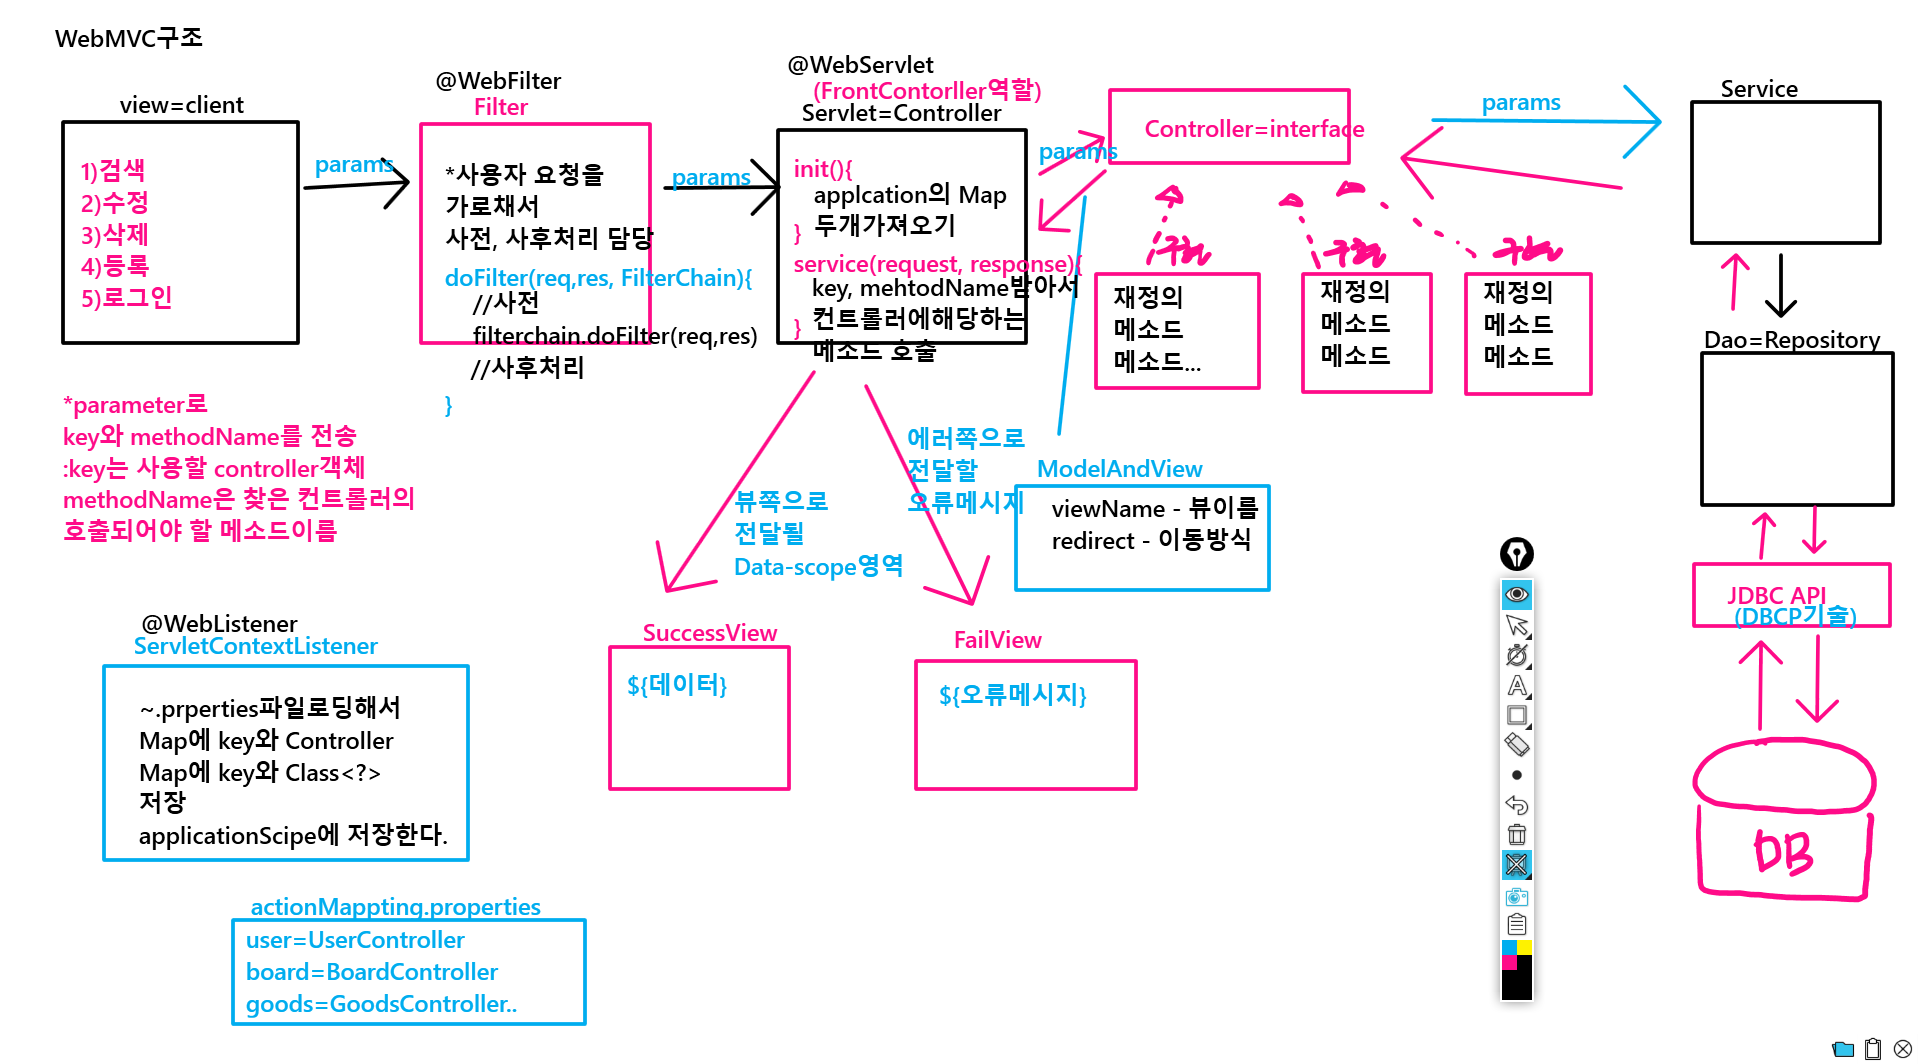 WebMVC구조
view=client
1)검색
2)수정
3)삭제
4)등록
5)로그인
params
*parameter로
key와 methodName를 전송
:key는 사용할 controller객체
methodName은 찾은 컨트롤러의
호출되어야 할 메소드이름
@WebFilter
Filter
*사용자 요청을
가로채서
사전, 사후처리 담당
doFilter(req,res, FilterChain){
//사전
filterchain.doFilter(req,res)
//사후처리
}
params
@WebServlet
(FrontContorller역할)
Servlet=Controller
init(){
applcation의 Map
두개가져오기
}
service(request, response){
key, mehtodName받아서
컨트롤러에해당하는
메소드 호출
}
params
Controller=interface
구현
구현
구현
재정의
메소드
메소드...
재정의
메소드
메소드
재정의
메소드
메소드
params
Service
Dao=Repository
JDBC API
(DBCP기술)
DB
뷰쪽으로
전달될
Data-scope영역
에러쪽으로
전달할
오류메시지
ModelAndView
viewName - 뷰이름
redirect - 이동방식
SuccessView
${데이터}
FailView
${오류메시지}
@WebListener
ServletContextListener
~.prperties파일로딩해서
Map에 key와 Controller
Map에 key와 Class<?>
저장
applicationScipe에 저장한다.
actionMappting.properties
user=UserController
board=BoardController
goods=GoodsController..
A